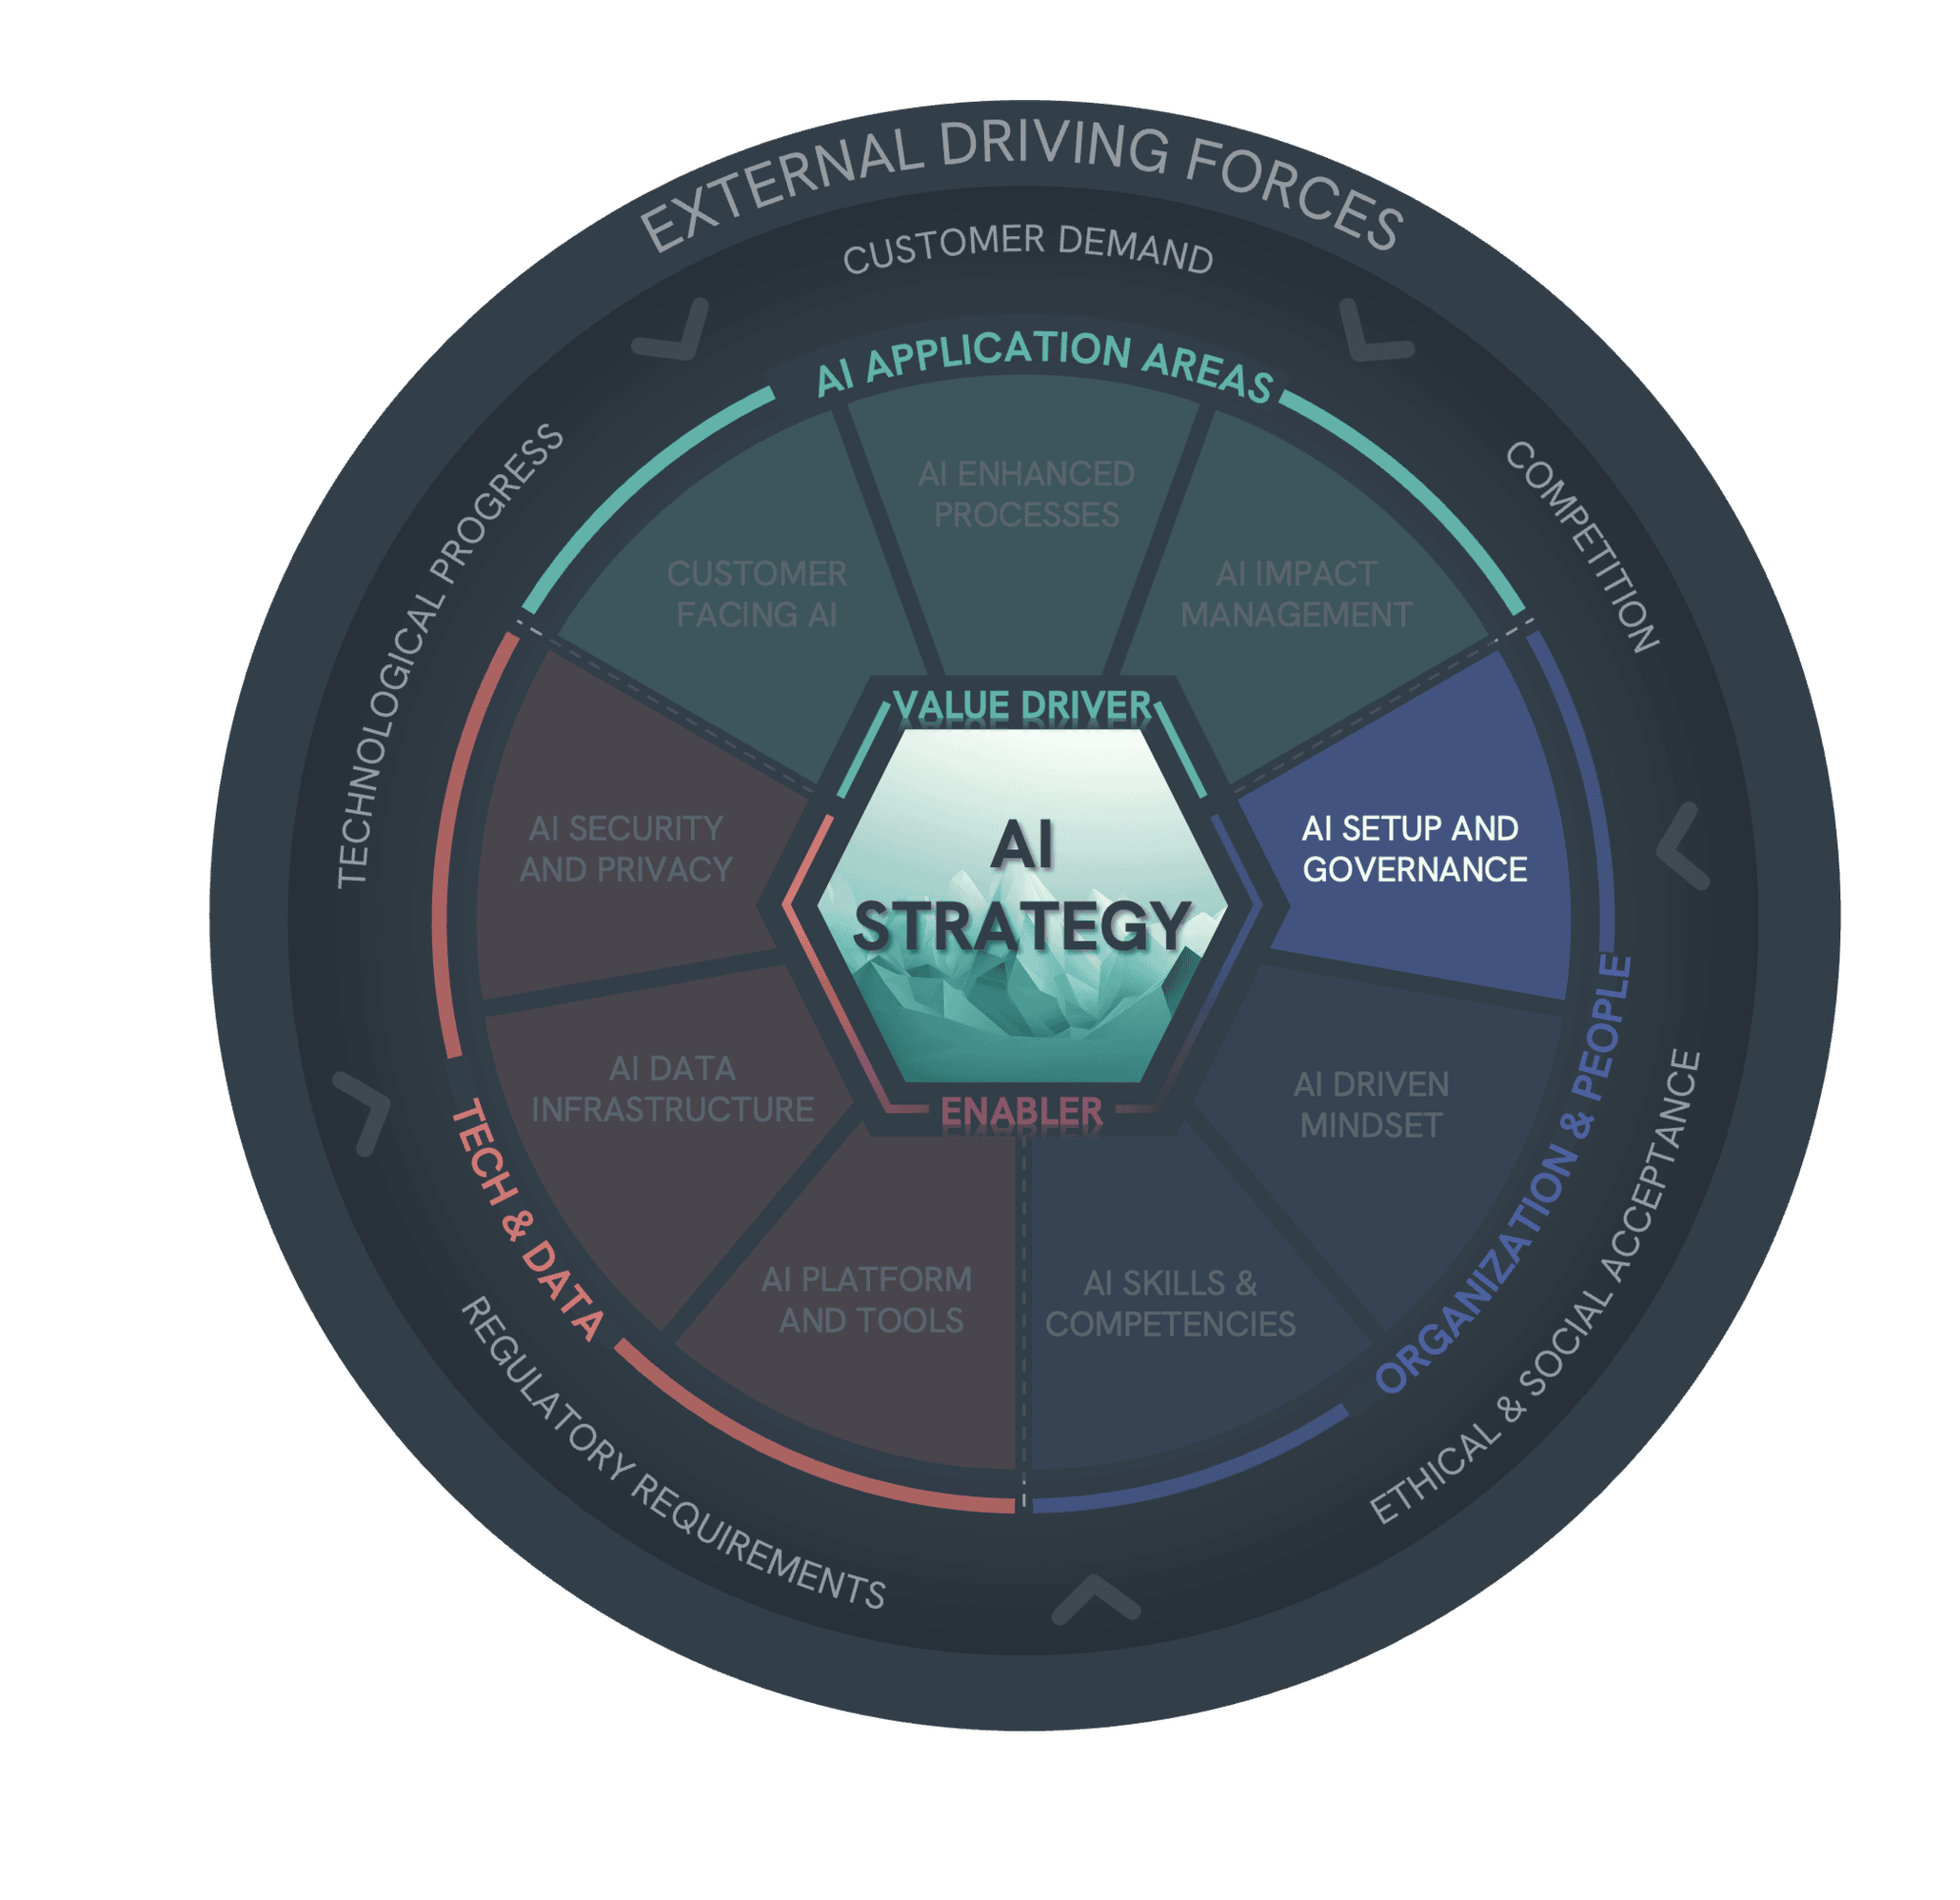 EXTERNAL DRIVING FORCES
CUSTOMER DEMAND
COMPETITION
ETHICAL & SOCIAL ACCEPTANCE
REGULATORY REQUIREMENTS
TECHNOLOGICAL PROGRESS
AI APPLICATION AREAS
CUSTOMER
FACING AI
AI ENHANCED
PROCESSES
AI IMPACT
MANAGEMENT
ORGANIZATION & PEOPLE
AI SETUP AND
GOVERNANCE
AI DRIVEN
MINDSET
AI SKILLS &
COMPETENCIES
TECH & DATA
AI PLATFORM
AND TOOLS
AI DATA
INFRASTRUCTURE
AI SECURITY
AND PRIVACY
VALUE DRIVER
AI
STRATEGY
ENABLER